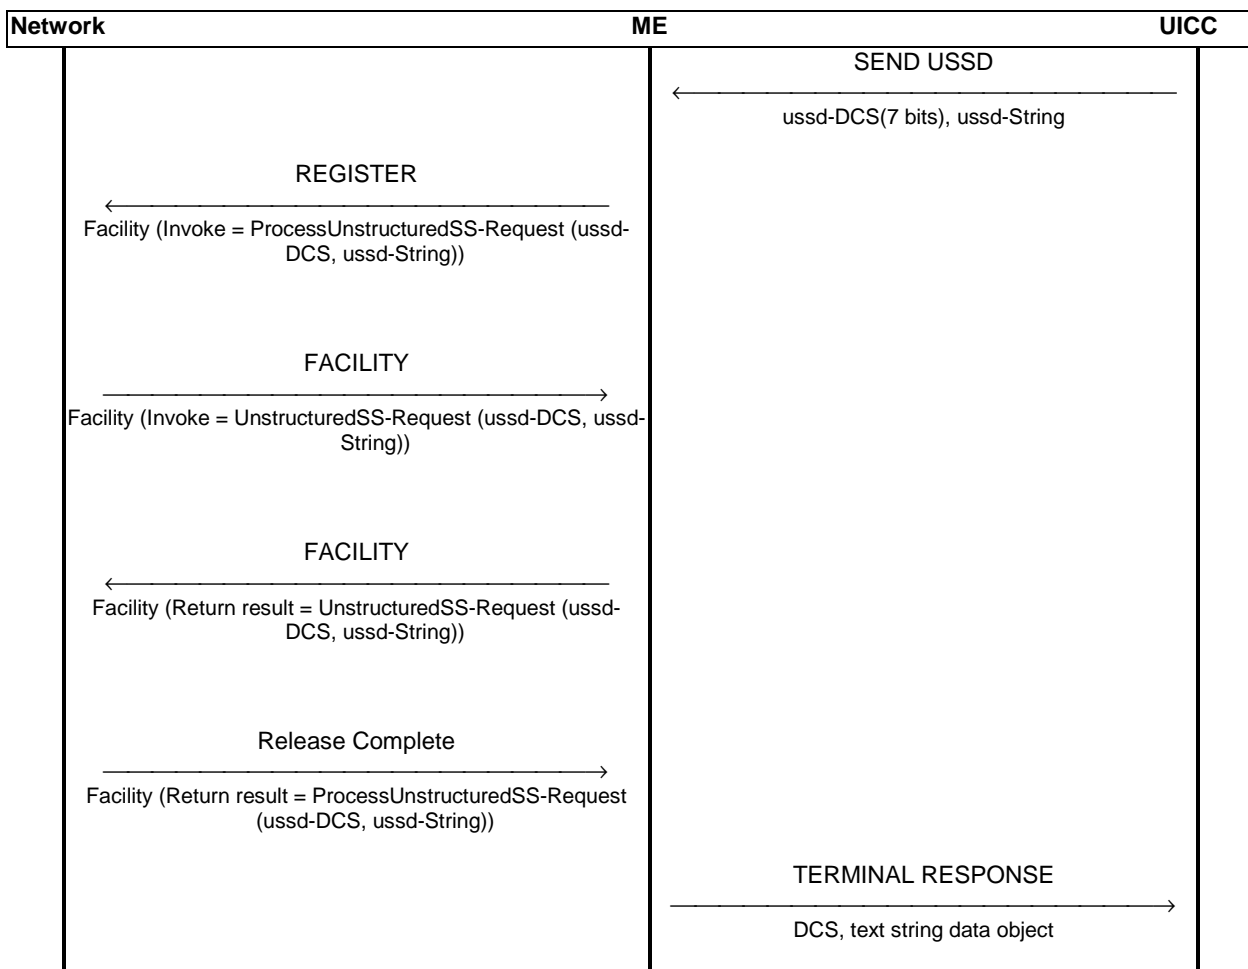 Network ME UICC
SEND USSD
ussd-DCS(7 bits), ussd-String
REGISTER
Facility (Invoke = ProcessUnstructuredSS-Request (ussd-
DCS, ussd-String))
FACILITY
Facility (Invoke = UnstructuredSS-Request (ussd-DCS, ussd-
String))
FACILITY
Facility (Return result = UnstructuredSS-Request (ussd-
DCS, ussd-String))
Release Complete
Facility (Return result = ProcessUnstructuredSS-Request
(ussd-DCS, ussd-String))
TERMINAL RESPONSE
DCS, text string data object